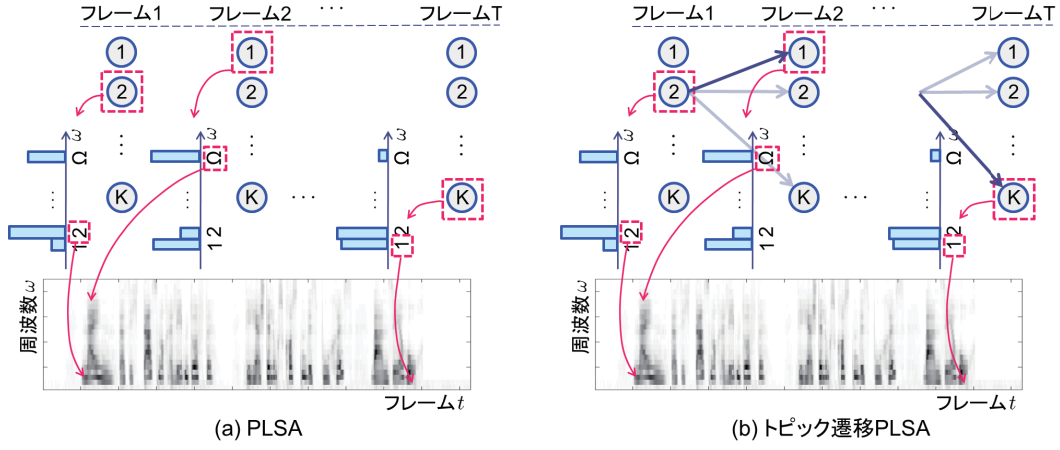 フレーム1 フレーム2 ··· フレームT
1 1 1
2 2 2
ω ω ω
Ω Ω Ω
K K K
1 2 1 2 1 2
周波数ω
フレームt
(a) PLSA
フレーム1 フレーム2 ··· フレームT
1 1 1
2 2 2
ω ω ω
Ω Ω Ω
K K K
1 2 1 2 1 2
周波数ω
フレームt
(b) トピック遷移PLSA